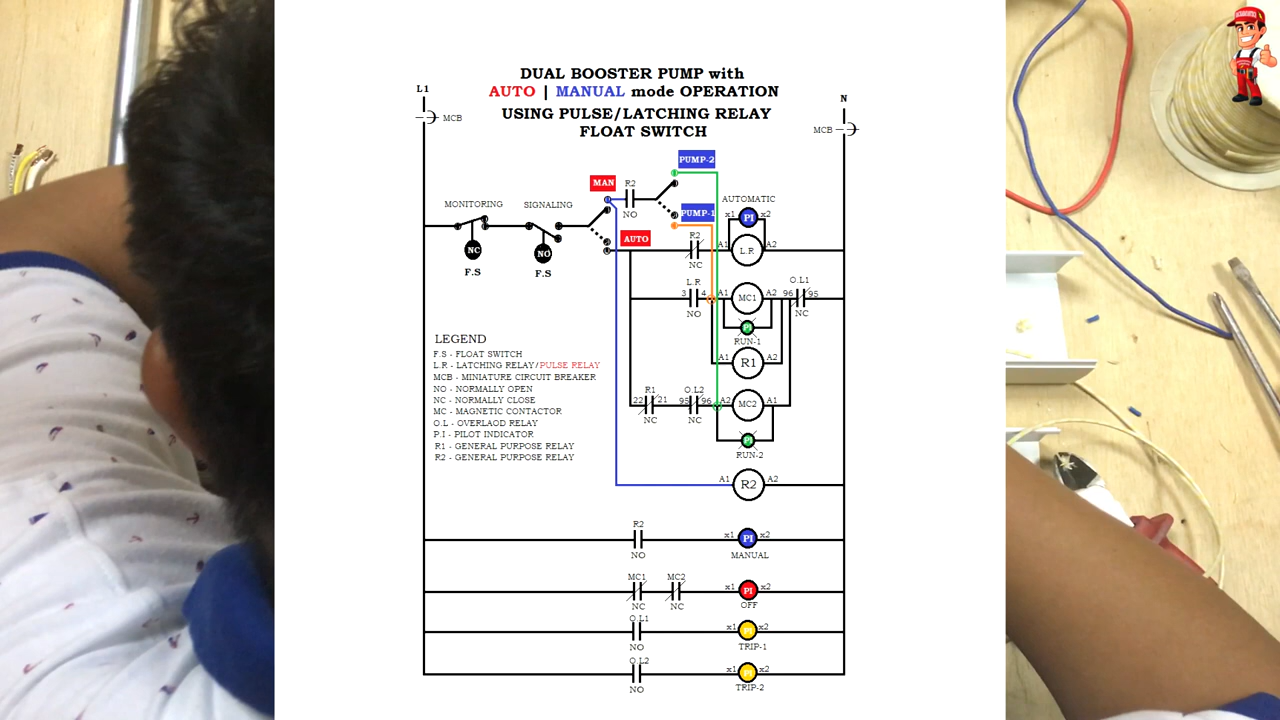 DUAL BOOSTER PUMP with
AUTO | MANUAL mode OPERATION
USING PULSE/LATCHING RELAY
FLOAT SWITCH
L1
N
MCB
MCB
PUMP-2
MAN
R2
NO
MONITORING
SIGNALING
PUMP-1
AUTOMATIC
x1
PI
x2
AUTO
NC
F.S
NO
F.S
R2
NC
A1
L.R
A2
L.R
3
4
NO
A1
MC1
A2
O.L1
96
95
NC
PI
RUN-1
A1
R1
A2
LEGEND
F.S - FLOAT SWITCH
L.R - LATCHING RELAY/PULSE RELAY
MCB - MINIATURE CIRCUIT BREAKER
NO - NORMALLY OPEN
NC - NORMALLY CLOSE
MC - MAGNETIC CONTACTOR
O.L - OVERLAOD RELAY
P.I - PILOT INDICATOR
R1 - GENERAL PURPOSE RELAY
R2 - GENERAL PURPOSE RELAY
R1
22
21
NC
O.L2
95
96
NC
A2
MC2
A1
PI
RUN-2
A1
R2
A2
R2
NO
x1
PI
x2
MANUAL
MC1
NC
MC2
NC
x1
PI
x2
OFF
O.L1
NO
x1
PI
x2
TRIP-1
O.L2
NO
x1
PI
x2
TRIP-2